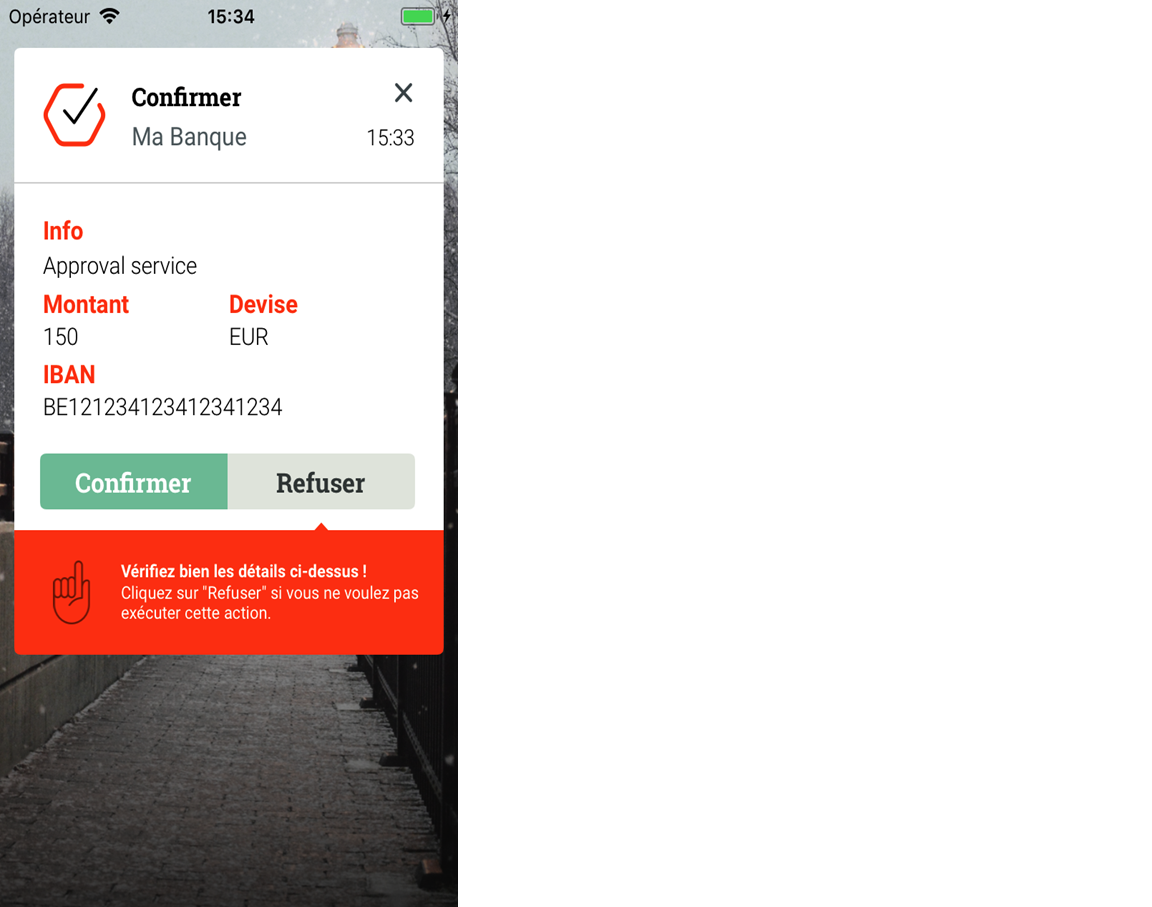 Opérateur 15:34
Confirmer
Ma Banque 15:33
Info
Approval service
Montant Devise
150 EUR
IBAN
BE121234123412341234
Confirmer Refuser
Vérifiez bien les détails ci-dessus !
Cliquez sur "Refuser" si vous ne voulez pas
exécuter cette action.